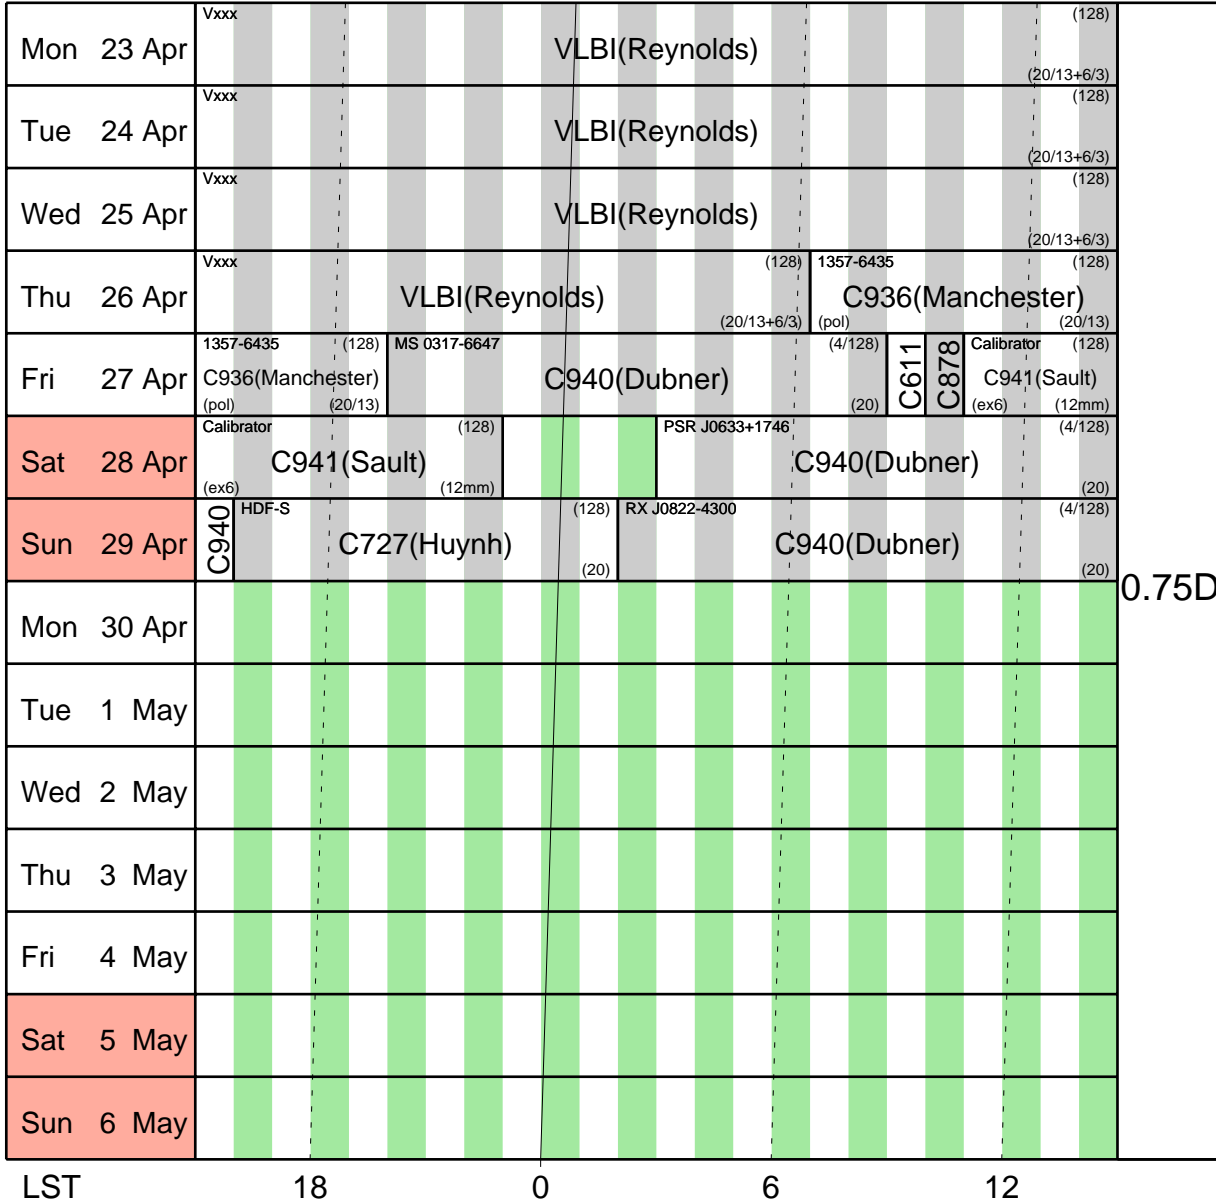 Mon 23 Apr
Vxxx (128)
VLBI(Reynolds)
(20/13+6/3)
Tue 24 Apr
Vxxx (128)
VLBI(Reynolds)
(20/13+6/3)
Wed 25 Apr
Vxxx (128)
VLBI(Reynolds)
(20/13+6/3)
Thu 26 Apr
Vxxx (128)
VLBI(Reynolds)
(20/13+6/3)
1357-6435 (128)
C936(Manchester)
(pol) (20/13)
Fri 27 Apr
1357-6435 (128)
C936(Manchester)
(pol) (20/13)
MS 0317-6647 (4/128)
C940(Dubner)
(20)
C611
C878
Calibrator (128)
C941(Sault)
(ex6) (12mm)
Sat 28 Apr
Calibrator (128)
C941(Sault)
(ex6) (12mm)
PSR J0633+1746 (4/128)
C940(Dubner)
(20)
Sun 29 Apr
C940
HDF-S (128)
C727(Huynh)
(20)
RX J0822-4300 (4/128)
C940(Dubner)
(20)
0.75D
Mon 30 Apr
Tue 1 May
Wed 2 May
Thu 3 May
Fri 4 May
Sat 5 May
Sun 6 May
LST 18 0 6 12